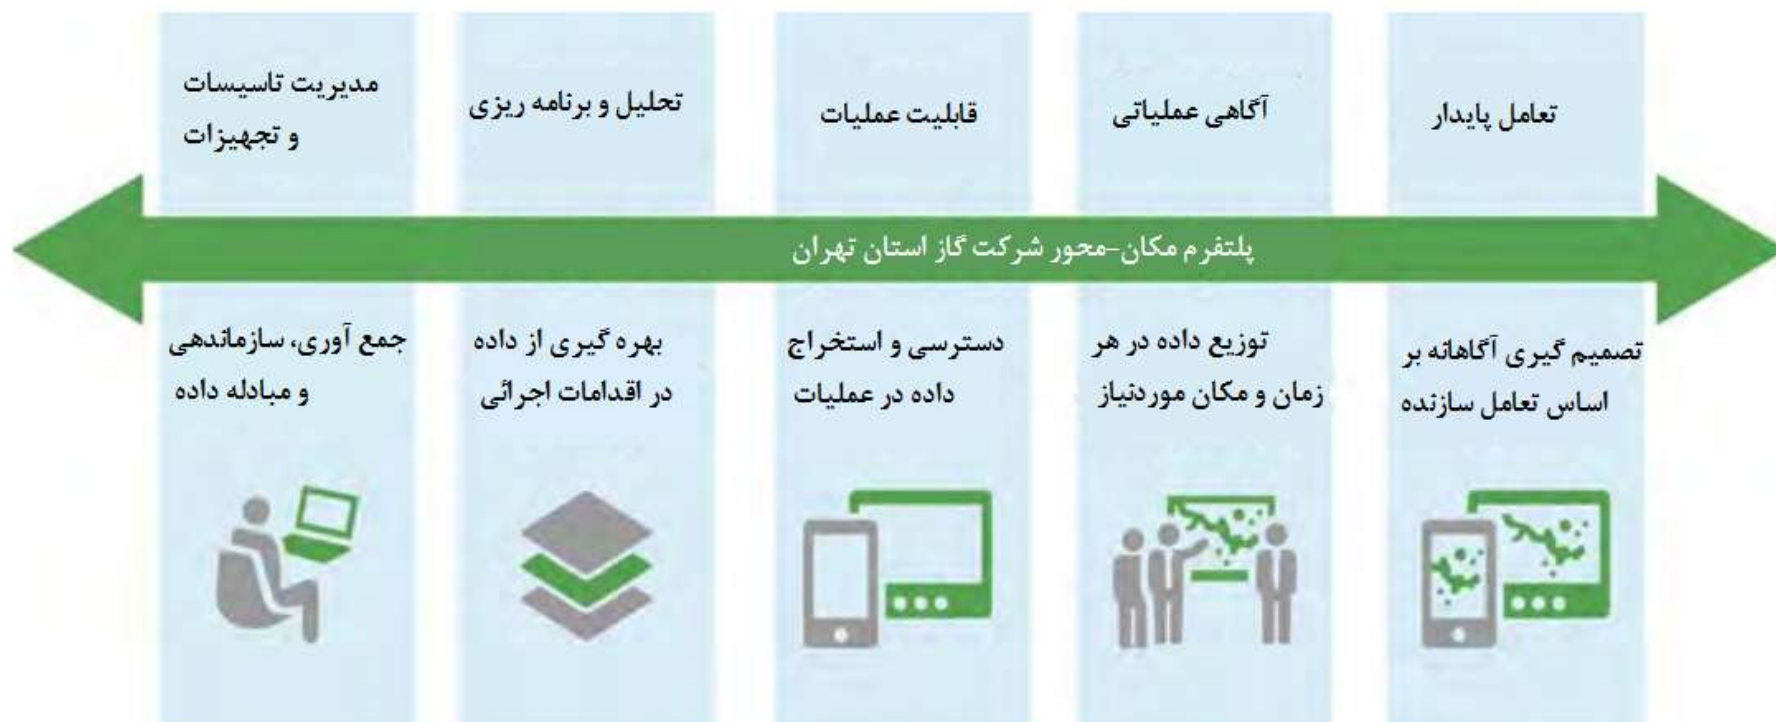 تعامل پایدار
آگاهی عملیاتی
قابلیت عملیات
تحلیل و برنامه ریزی
مدیریت تاسیسات
و تجهیزات
پلتفرم مکان-محور شرکت گاز استان تهران
تصمیم گیری آگاهانه بر
اساس تعامل سازنده
توزیع داده در هر
زمان و مکان موردنیاز
دسترسی و استخراج
داده در عملیات
بهره گیری از داده
در اقدامات اجرائی
جمع آوری، سازماندهی
و مبادله داده